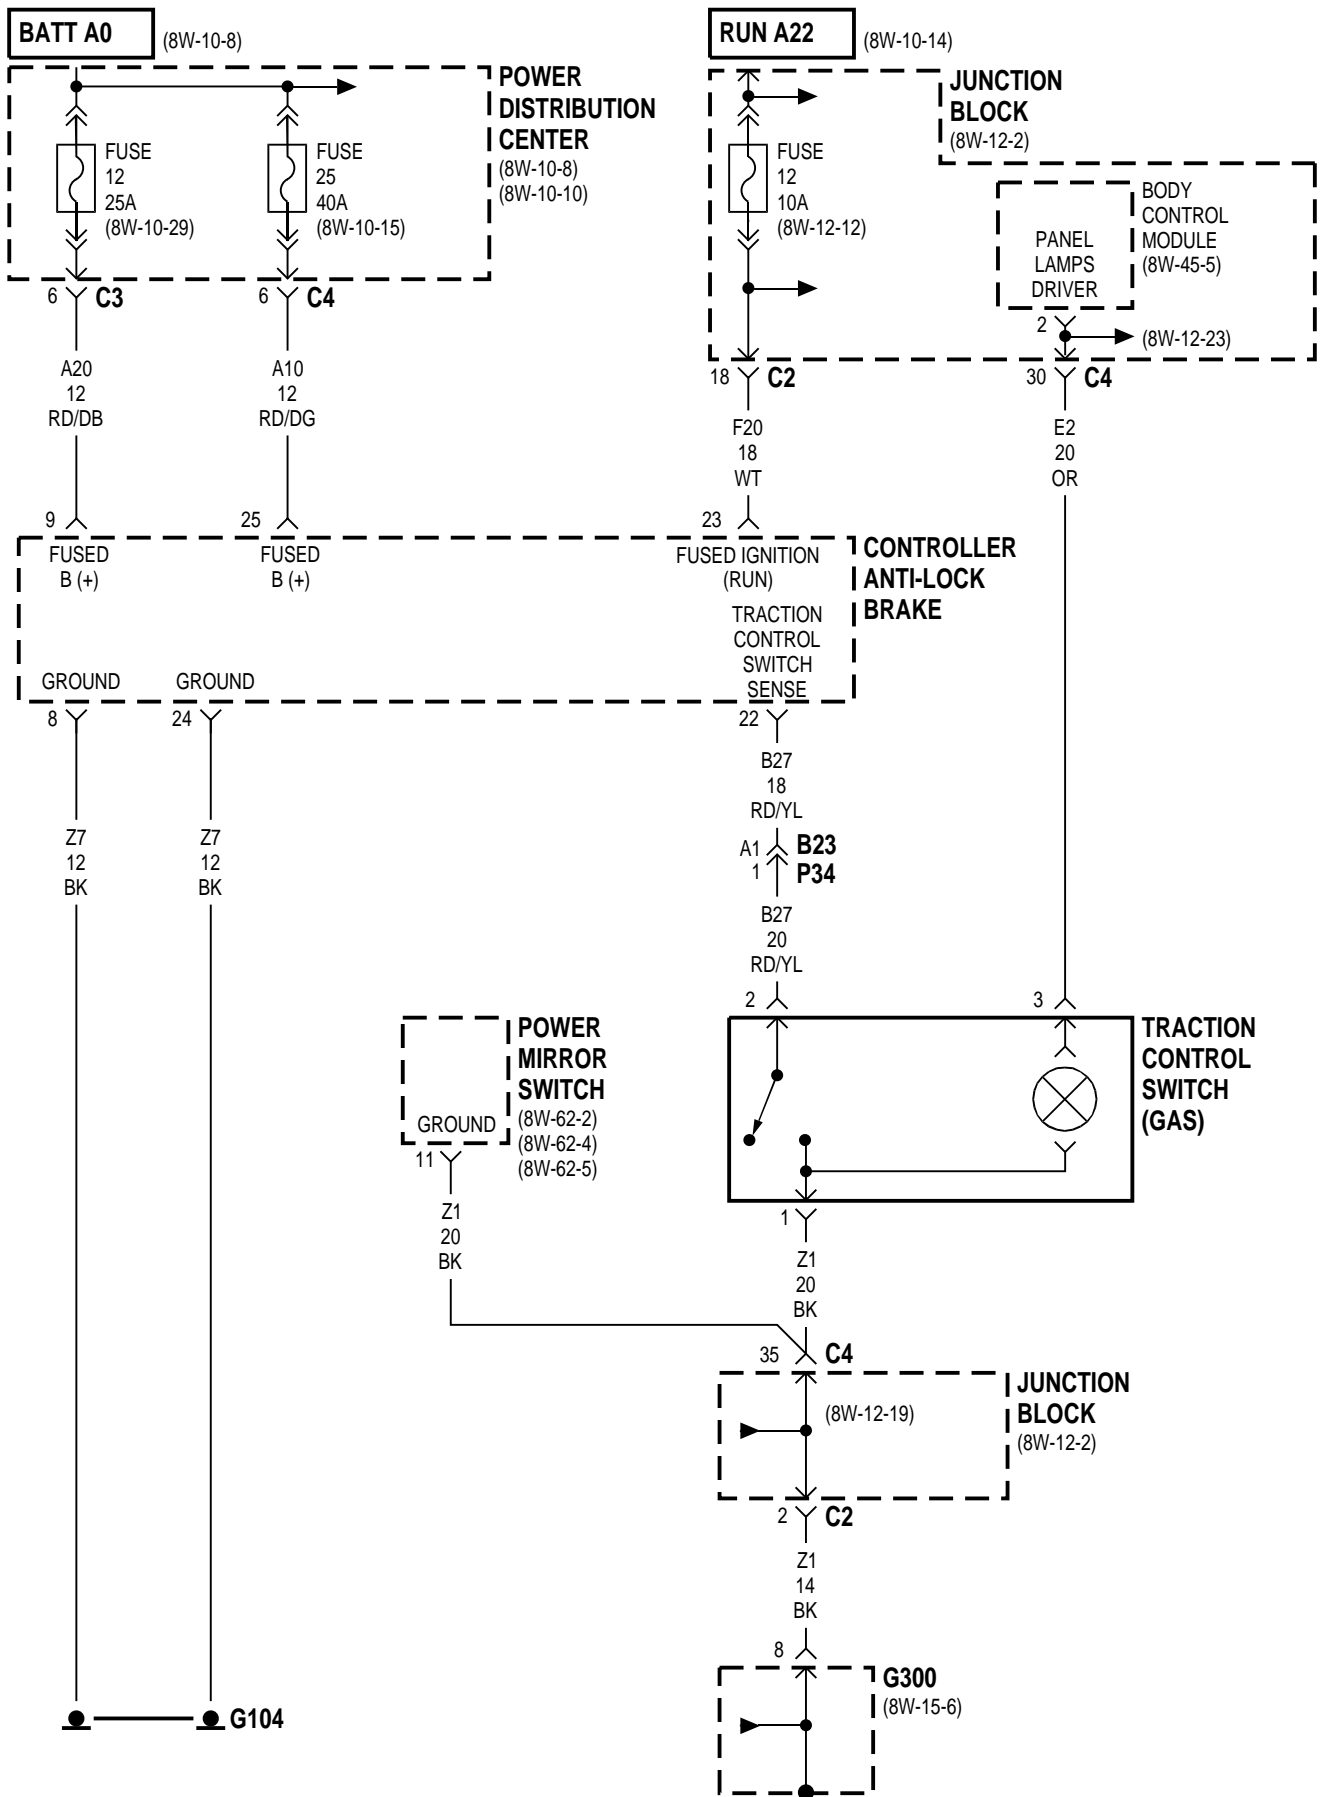 BATT A0
(8W-10-8)
RUN A22
(8W-10-14)
POWER
DISTRIBUTION
CENTER
(8W-10-8)
(8W-10-10)
FUSE
12
25A
(8W-10-29)
FUSE
25
40A
(8W-10-15)
JUNCTION
BLOCK
(8W-12-2)
FUSE
12
10A
(8W-12-12)
BODY
CONTROL
MODULE
(8W-45-5)
PANEL
LAMPS
DRIVER
2
(8W-12-23)
6 C3
6 C4
18 C2
30 C4
A20
12
RD/DB
A10
12
RD/DG
F20
18
WT
E2
20
OR
9
25
23
FUSED
B (+)
FUSED
B (+)
FUSED IGNITION
(RUN)
CONTROLLER
ANTI-LOCK
BRAKE
TRACTION
CONTROL
SWITCH
SENSE
GROUND
GROUND
8
24
22
B27
18
RD/YL
Z7
12
BK
Z7
12
BK
A1 B23
1 P34
B27
20
RD/YL
2
3
POWER
MIRROR
SWITCH
(8W-62-2)
(8W-62-4)
(8W-62-5)
GROUND
11
TRACTION
CONTROL
SWITCH
(GAS)
Z1
20
BK
1
Z1
20
BK
35 C4
JUNCTION
BLOCK
(8W-12-2)
(8W-12-19)
2 C2
Z1
14
BK
8
G300
(8W-15-6)
G104